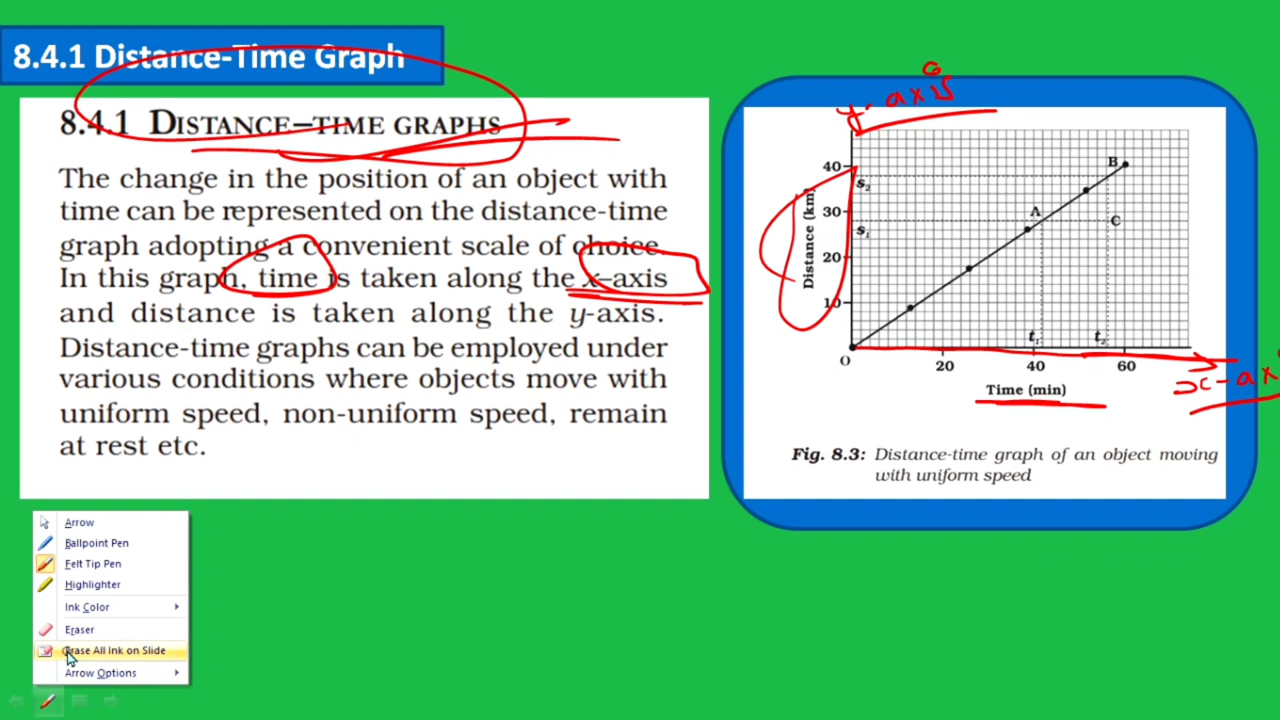 8.4.1 Distance-Time Graph
8.4.1 DISTANCE–TIME GRAPHS
The change in the position of an object with
time can be represented on the distance-time
graph adopting a convenient scale of choice.
In this graph, time is taken along the x–axis
and distance is taken along the y-axis.
Distance-time graphs can be employed under
various conditions where objects move with
uniform speed, non-uniform speed, remain
at rest etc.
y-axis
40
30
20
10
Distance (km)
s₂
s₁
B
A
C
t₁
t₂
O
20
40
60
Time (min)
x-axis
Fig. 8.3: Distance-time graph of an object moving
with uniform speed
Arrow
Ballpoint Pen
Felt Tip Pen
Highlighter
Ink Color
Eraser
Erase All Ink on Slide
Arrow Options